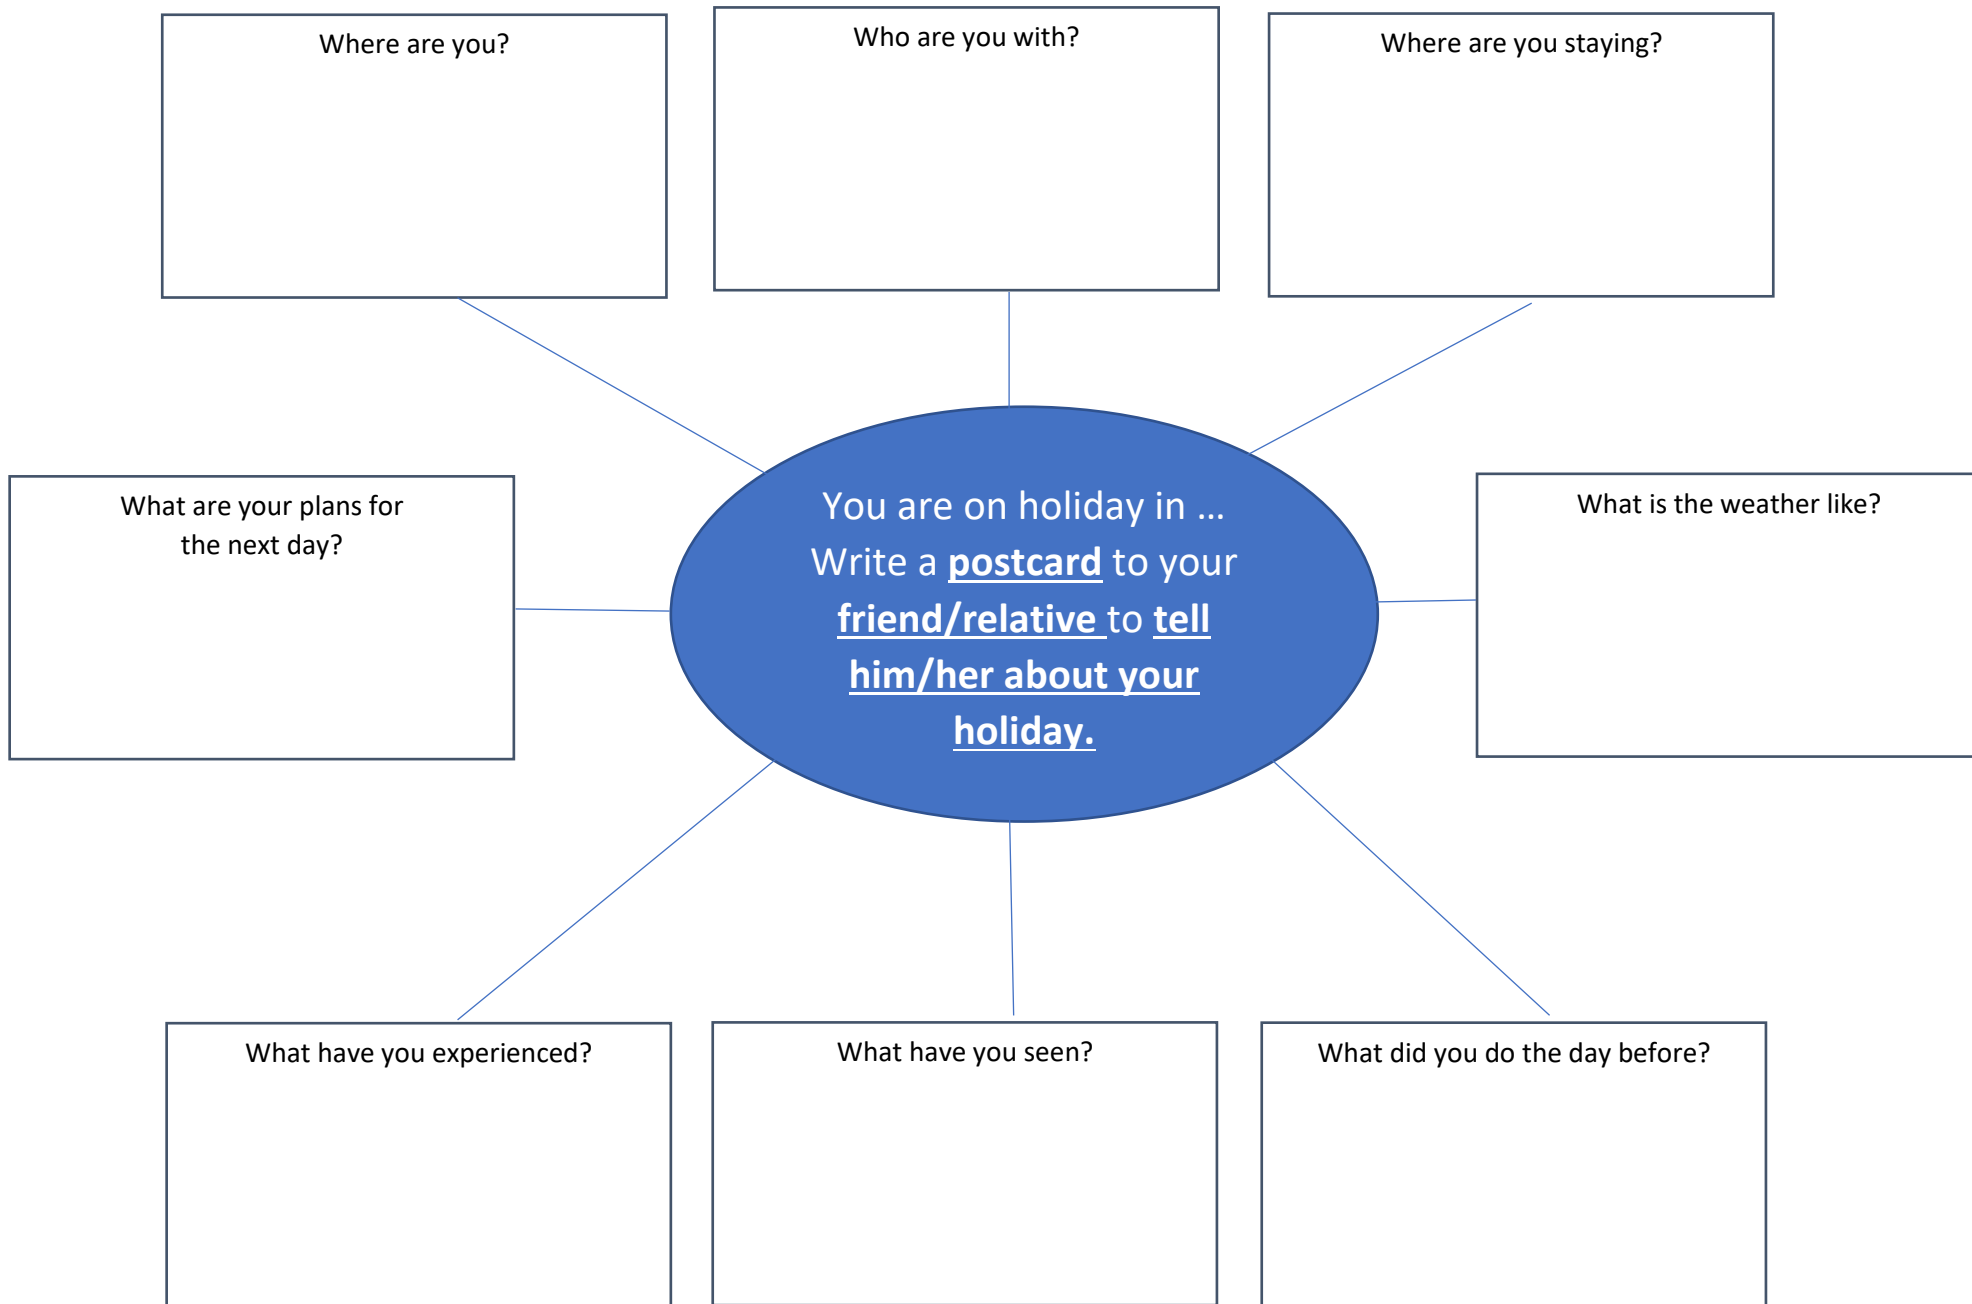 Where are you?
Who are you with?
Where are you staying?
What are your plans for
the next day?
You are on holiday in …
Write a postcard to your
friend/relative to tell
him/her about your
holiday.
What is the weather like?
What have you experienced?
What have you seen?
What did you do the day before?